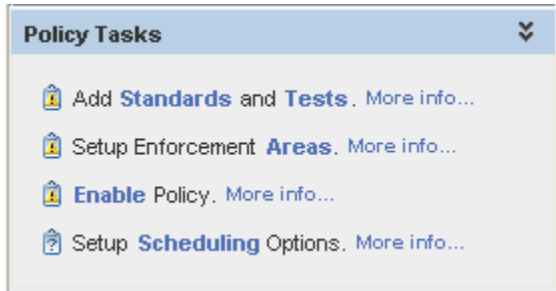 Policy Tasks
Add Standards and Tests. More info...
Setup Enforcement Areas. More info...
Enable Policy. More info...
Setup Scheduling Options. More info...